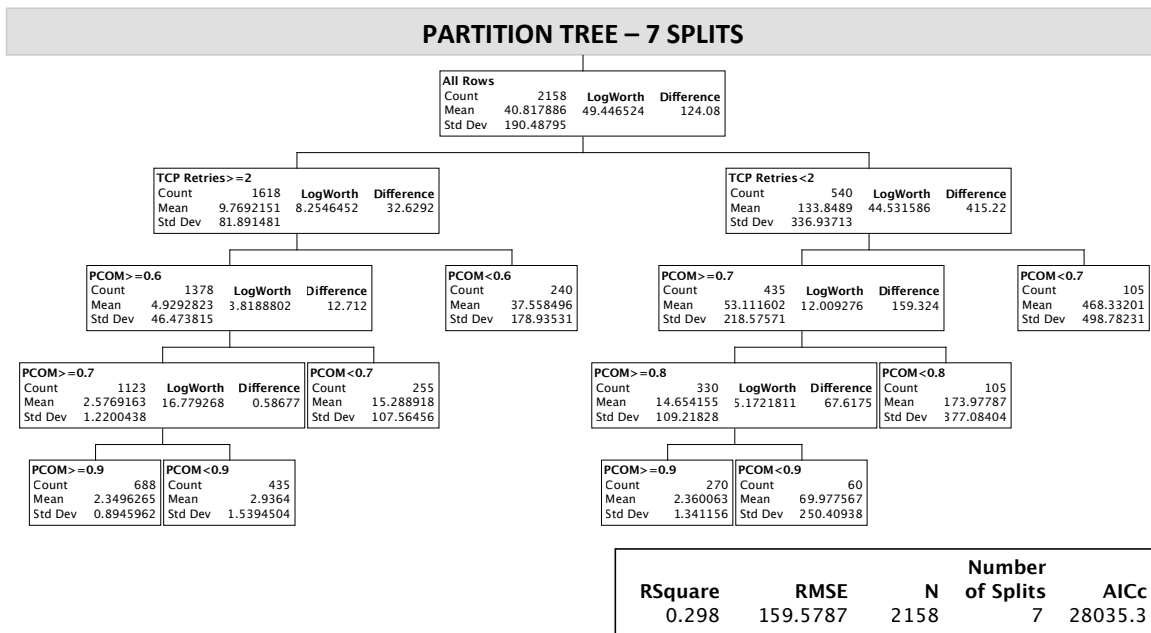 PARTITION TREE – 7 SPLITS
All Rows
Count 2158 LogWorth Difference
Mean 40.817886 49.446524 124.08
Std Dev 190.48795
TCP Retries>=2
Count 1618 LogWorth Difference
Mean 9.7692151 8.2546452 32.6292
Std Dev 81.891481
TCP Retries<2
Count 540 LogWorth Difference
Mean 133.8489 44.531586 415.22
Std Dev 336.93713
PCOM>=0.6
Count 1378 LogWorth Difference
Mean 4.9292823 3.8188802 12.712
Std Dev 46.473815
PCOM<0.6
Count 240
Mean 37.558496
Std Dev 178.93531
PCOM>=0.7
Count 435 LogWorth Difference
Mean 53.111602 12.009276 159.324
Std Dev 218.57571
PCOM<0.7
Count 105
Mean 468.33201
Std Dev 498.78231
PCOM>=0.7
Count 1123 LogWorth Difference
Mean 2.5769163 16.779268 0.58677
Std Dev 1.2200438
PCOM<0.7
Count 255
Mean 15.288918
Std Dev 107.56456
PCOM>=0.8
Count 330 LogWorth Difference
Mean 14.654155 5.1721811 67.6175
Std Dev 109.21828
PCOM<0.8
Count 105
Mean 173.97787
Std Dev 377.08404
PCOM>=0.9
Count 688
Mean 2.3496265
Std Dev 0.8945962
PCOM<0.9
Count 435
Mean 2.9364
Std Dev 1.5394504
PCOM>=0.9
Count 270
Mean 2.360063
Std Dev 1.341156
PCOM<0.9
Count 60
Mean 69.977567
Std Dev 250.40938
Number
RSquare RMSE N of Splits AICc
0.298 159.5787 2158 7 28035.3